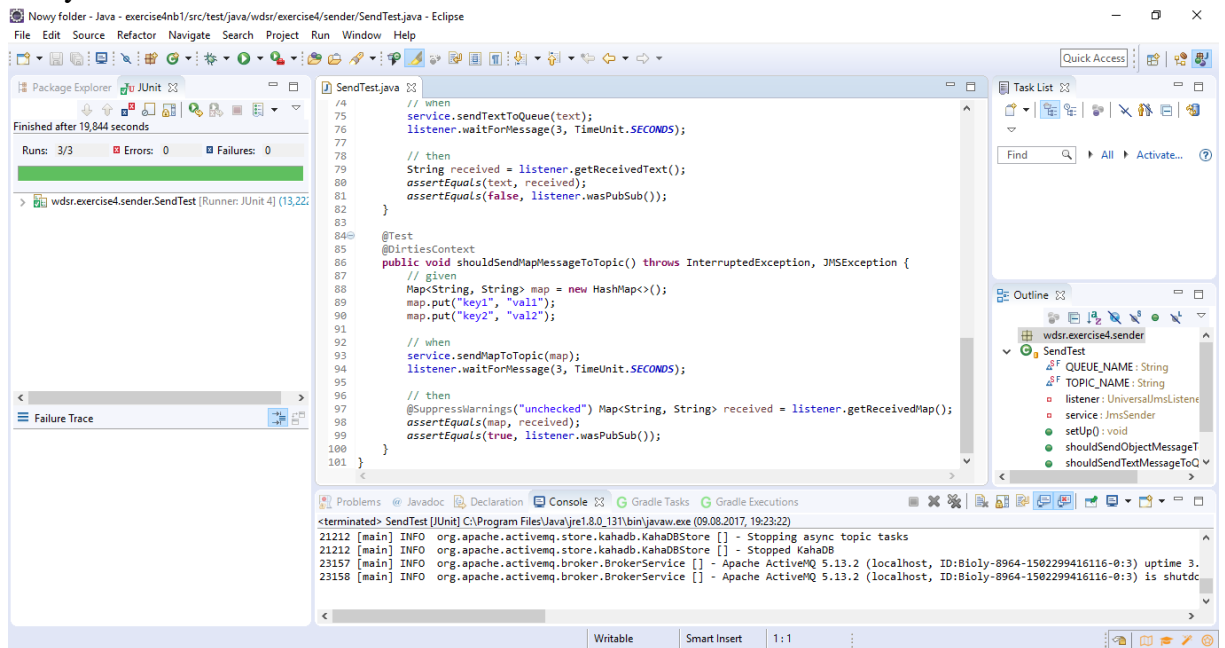 Nowy folder - Java - exercise4nb1/src/test/java/wdsr/exercise4/sender/SendTest.java - Eclipse
File Edit Source Refactor Navigate Search Project Run Window Help
Quick Access
Package Explorer JUnit
Finished after 19,844 seconds
Runs: 3/3 Errors: 0 Failures: 0
wdsr.exercise4.sender.SendTest [Runner: JUnit 4] (13,222
Failure Trace
SendTest.java
74 // when
75 service.sendTextToQueue(text);
76 listener.waitForMessage(3, TimeUnit.SECONDS);
77
78 // then
79 String received = listener.getReceivedText();
80 assertEquals(text, received);
81 assertEquals(false, listener.wasPubSub());
82 }
83
84 @Test
85 @DirtiesContext
86 public void shouldSendMapMessageToTopic() throws InterruptedException, JMSException {
87 // given
88 Map<String, String> map = new HashMap<>();
89 map.put("key1", "val1");
90 map.put("key2", "val2");
91
92 // when
93 service.sendMapToTopic(map);
94 listener.waitForMessage(3, TimeUnit.SECONDS);
95
96 // then
97 @SuppressWarnings("unchecked") Map<String, String> received = listener.getReceivedMap();
98 assertEquals(map, received);
99 assertEquals(true, listener.wasPubSub());
100 }
101 }
Task List
Find All Activate...
Outline
wdsr.exercise4.sender
SendTest
QUEUE_NAME : String
TOPIC_NAME : String
listener : UniversalJmsListene
service : JmsSender
setUp() : void
shouldSendObjectMessageT
shouldSendTextMessageToQ
Problems Javadoc Declaration Console Gradle Tasks Gradle Executions
<terminated> SendTest [JUnit] C:\Program Files\Java\jre1.8.0_131\bin\javaw.exe (09.08.2017, 19:23:22)
21212 [main] INFO org.apache.activemq.store.kahadb.KahaDBStore [] - Stopping async topic tasks
21212 [main] INFO org.apache.activemq.store.kahadb.KahaDBStore [] - Stopped KahaDB
23157 [main] INFO org.apache.activemq.broker.BrokerService [] - Apache ActiveMQ 5.13.2 (localhost, ID:Bioly-8964-1502299416116-0:3) uptime 3.
23158 [main] INFO org.apache.activemq.broker.BrokerService [] - Apache ActiveMQ 5.13.2 (localhost, ID:Bioly-8964-1502299416116-0:3) is shutdo
Writable Smart Insert 1 : 1